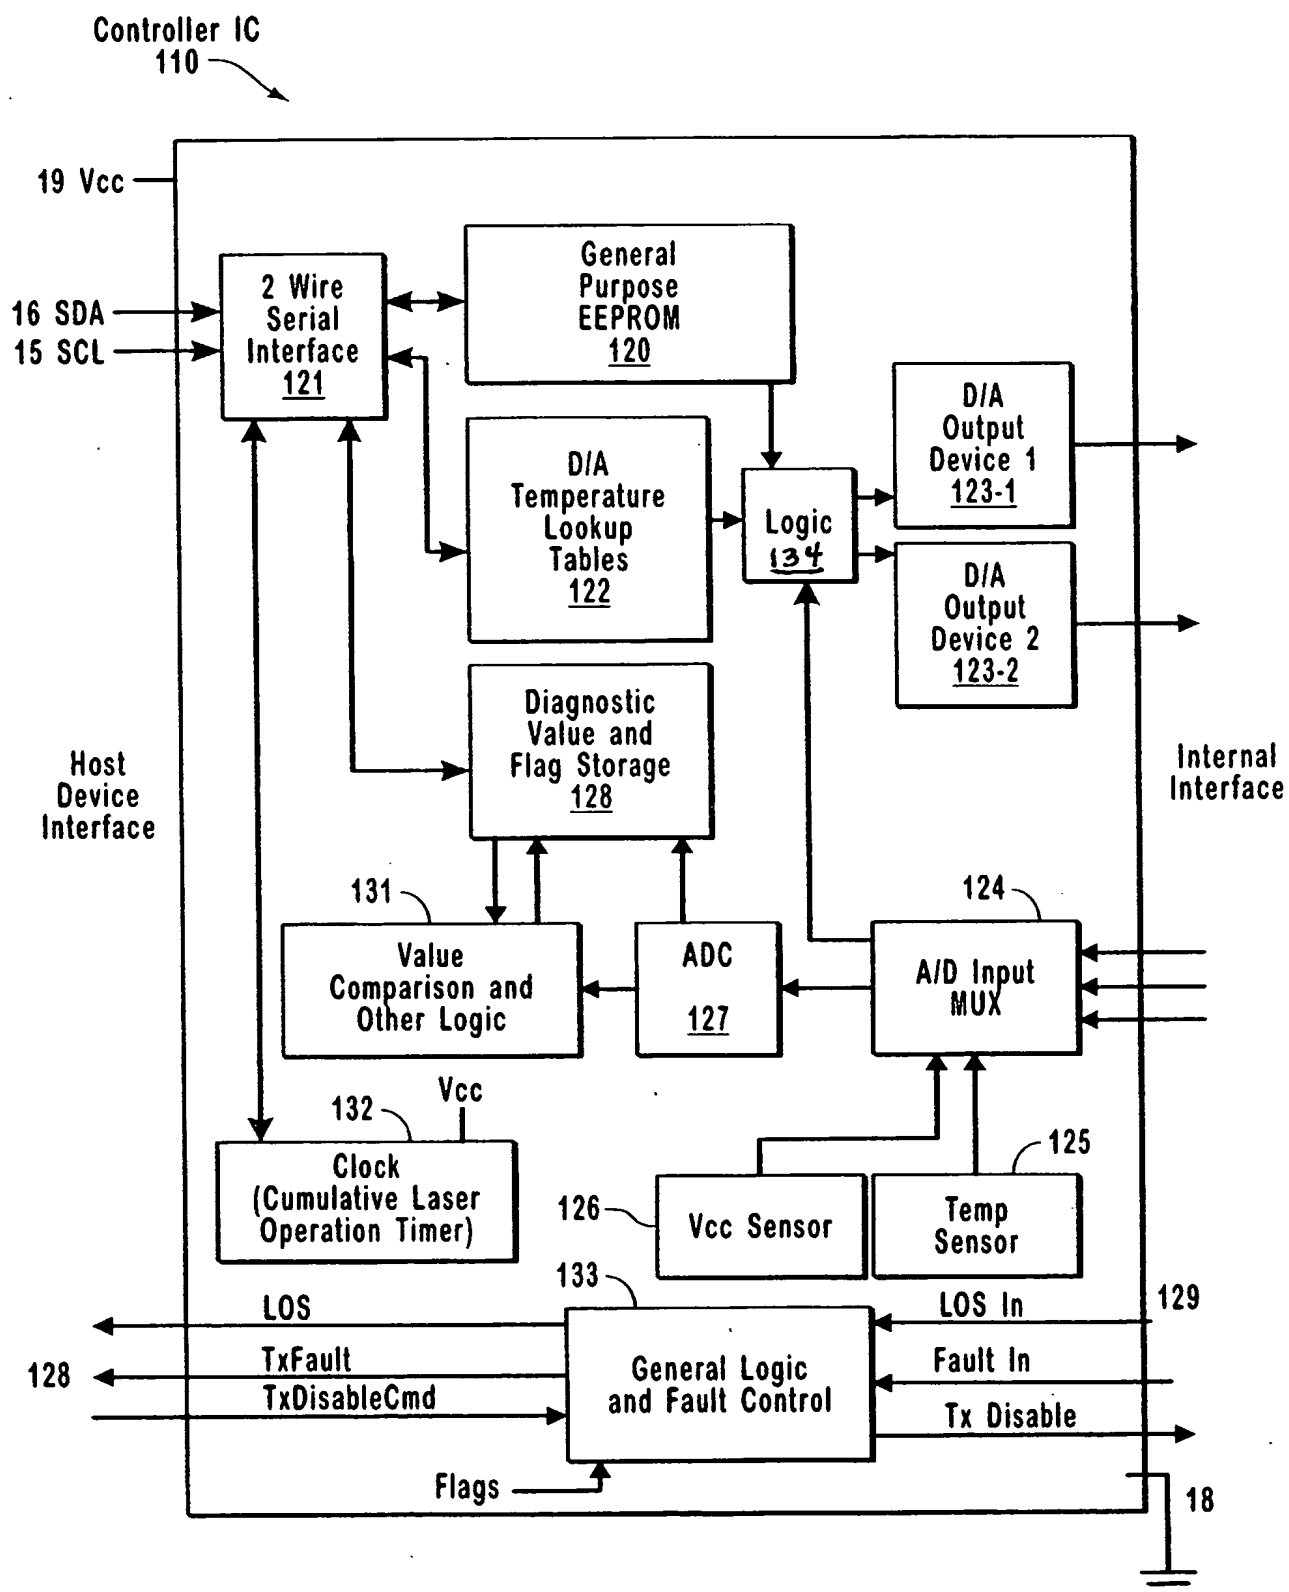 Controller IC
110
19 Vcc
16 SDA
15 SCL
2 Wire
Serial
Interface
121
General
Purpose
EEPROM
120
D/A
Temperature
Lookup
Tables
122
Logic
134
D/A
Output
Device 1
123-1
D/A
Output
Device 2
123-2
Diagnostic
Value and
Flag Storage
128
Host
Device
Interface
Internal
Interface
131
Value
Comparison and
Other Logic
ADC
127
124
A/D Input
MUX
Vcc
132
Clock
(Cumulative Laser
Operation Timer)
126
Vcc Sensor
125
Temp
Sensor
133
General Logic
and Fault Control
LOS
TxFault
TxDisableCmd
128
Flags
LOS In
129
Fault In
Tx Disable
18